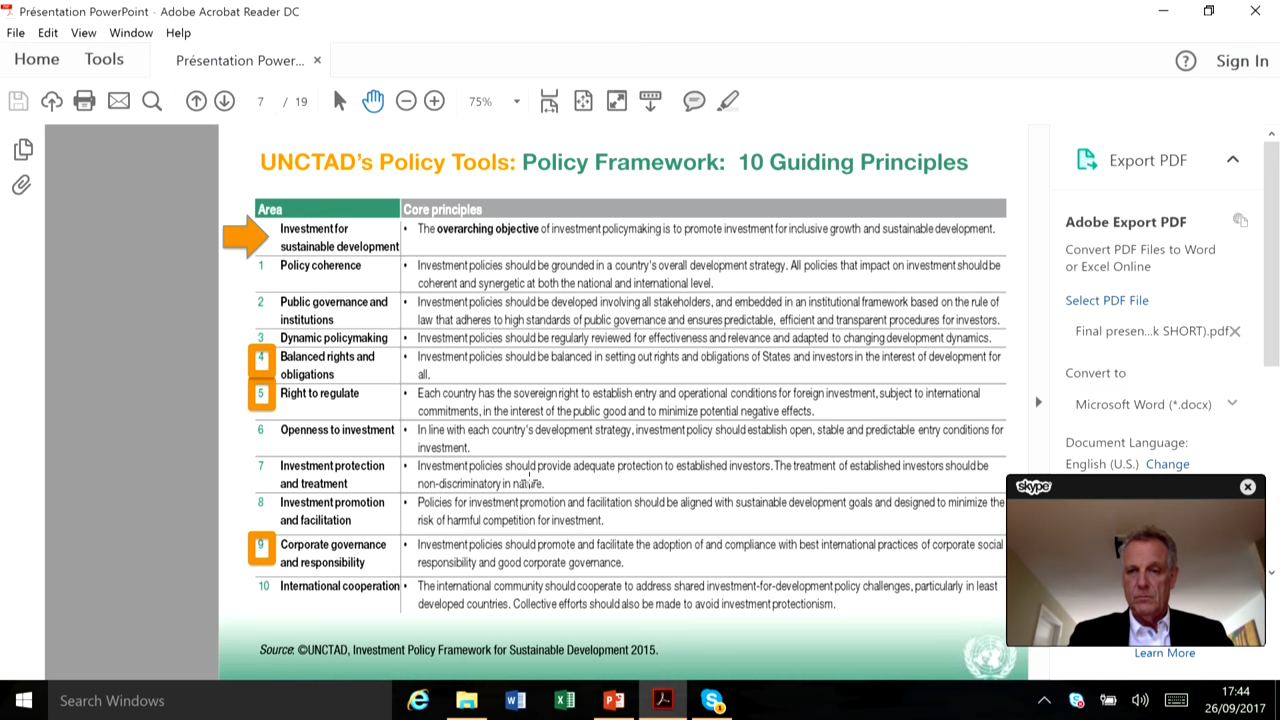 Présentation PowerPoint - Adobe Acrobat Reader DC
File Edit View Window Help
Home Tools Présentation Power... × ? Sign In
7 / 19 75%
UNCTAD's Policy Tools: Policy Framework: 10 Guiding Principles
Area Core principles
Investment for
sustainable development
• The overarching objective of investment policymaking is to promote investment for inclusive growth and sustainable development.
1 Policy coherence
• Investment policies should be grounded in a country's overall development strategy. All policies that impact on investment should be
coherent and synergetic at both the national and international level.
2 Public governance and
institutions
• Investment policies should be developed involving all stakeholders, and embedded in an institutional framework based on the rule of
law that adheres to high standards of public governance and ensures predictable, efficient and transparent procedures for investors.
3 Dynamic policymaking
• Investment policies should be regularly reviewed for effectiveness and relevance and adapted to changing development dynamics.
4 Balanced rights and
obligations
• Investment policies should be balanced in setting out rights and obligations of States and investors in the interest of development for
all.
5 Right to regulate
• Each country has the sovereign right to establish entry and operational conditions for foreign investment, subject to international
commitments, in the interest of the public good and to minimize potential negative effects.
6 Openness to investment
• In line with each country's development strategy, investment policy should establish open, stable and predictable entry conditions for
investment.
7 Investment protection
and treatment
• Investment policies should provide adequate protection to established investors. The treatment of established investors should be
non-discriminatory in nature.
8 Investment promotion
and facilitation
• Policies for investment promotion and facilitation should be aligned with sustainable development goals and designed to minimize the
risk of harmful competition for investment.
9 Corporate governance
and responsibility
• Investment policies should promote and facilitate the adoption of and compliance with best international practices of corporate social
responsibility and good corporate governance.
10 International cooperation
• The international community should cooperate to address shared investment-for-development policy challenges, particularly in least
developed countries. Collective efforts should also be made to avoid investment protectionism.
Source: ©UNCTAD, Investment Policy Framework for Sustainable Development 2015.
Export PDF
Adobe Export PDF
Convert PDF Files to Word
or Excel Online
Select PDF File
Final presen...k SHORT).pdf
Convert to
Microsoft Word (*.docx)
Document Language:
English (U.S.) Change
skype
Learn More
Search Windows
17:44
26/09/2017